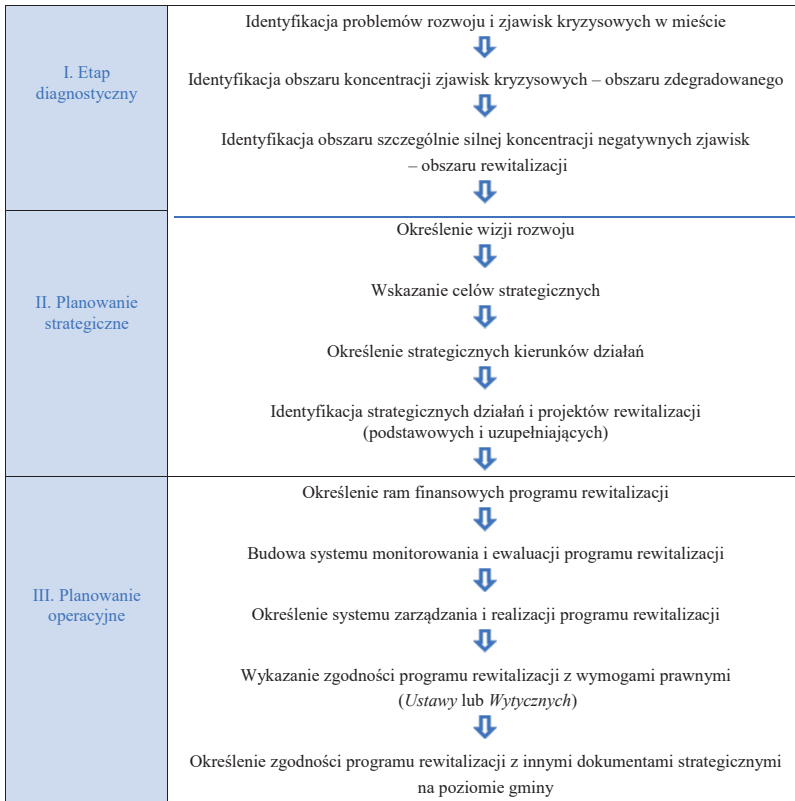 I. Etap
diagnostyczny
Identyfikacja problemów rozwoju i zjawisk kryzysowych w mieście
Identyfikacja obszaru koncentracji zjawisk kryzysowych – obszaru zdegradowanego
Identyfikacja obszaru szczególnie silnej koncentracji negatywnych zjawisk
– obszaru rewitalizacji
II. Planowanie
strategiczne
Określenie wizji rozwoju
Wskazanie celów strategicznych
Określenie strategicznych kierunków działań
Identyfikacja strategicznych działań i projektów rewitalizacji
(podstawowych i uzupełniających)
III. Planowanie
operacyjne
Określenie ram finansowych programu rewitalizacji
Budowa systemu monitorowania i ewaluacji programu rewitalizacji
Określenie systemu zarządzania i realizacji programu rewitalizacji
Wykazanie zgodności programu rewitalizacji z wymogami prawnymi
(Ustawy lub Wytycznych)
Określenie zgodności programu rewitalizacji z innymi dokumentami strategicznymi
na poziomie gminy